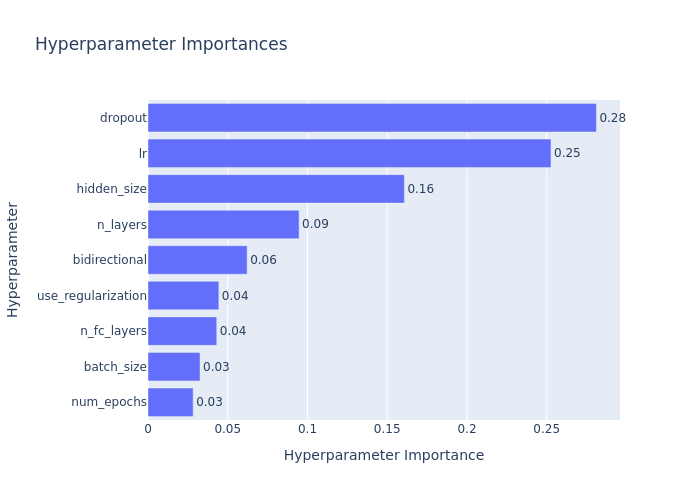 Hyperparameter Importances
Hyperparameter
dropout 0.28
lr 0.25
hidden_size 0.16
n_layers 0.09
bidirectional 0.06
use_regularization 0.04
n_fc_layers 0.04
batch_size 0.03
num_epochs 0.03
0 0.05 0.1 0.15 0.2 0.25
Hyperparameter Importance